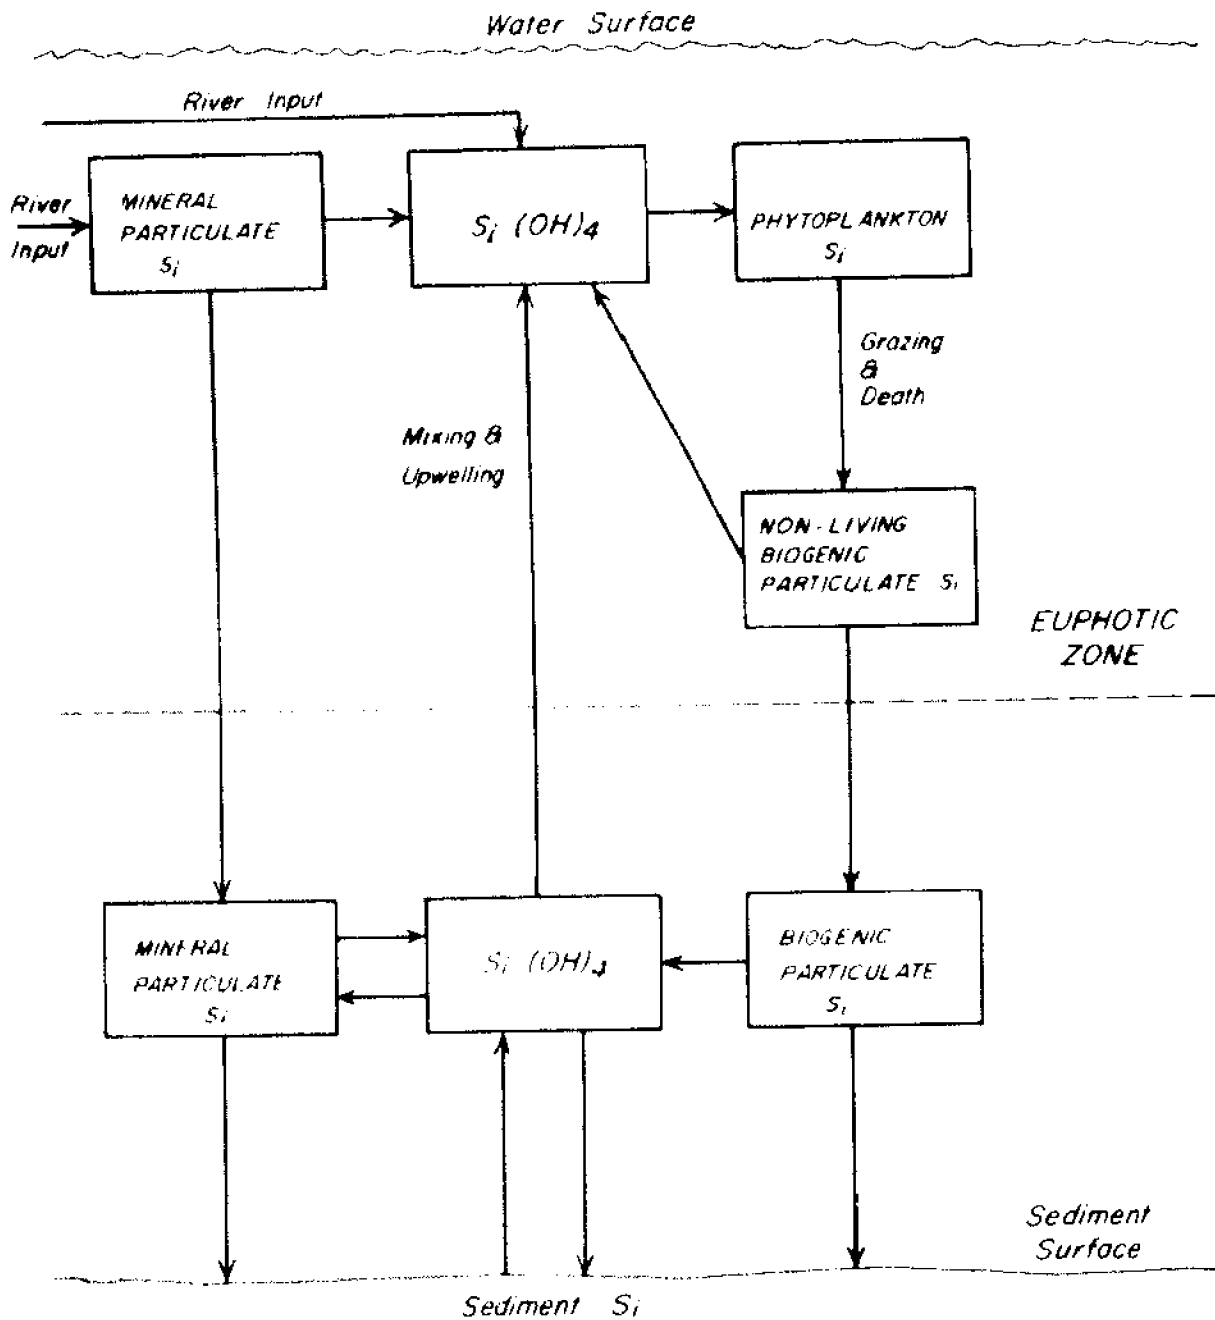 Water Surface
River Input
River
Input
MINERAL
PARTICULATE
Si
Si (OH)4
PHYTOPLANKTON
Si
Grazing
&
Death
Mixing &
Upwelling
NON-LIVING
BIOGENIC
PARTICULATE Si
EUPHOTIC
ZONE
MINERAL
PARTICULATE
Si
Si (OH)4
BIOGENIC
PARTICULATE
Si
Sediment
Surface
Sediment Si